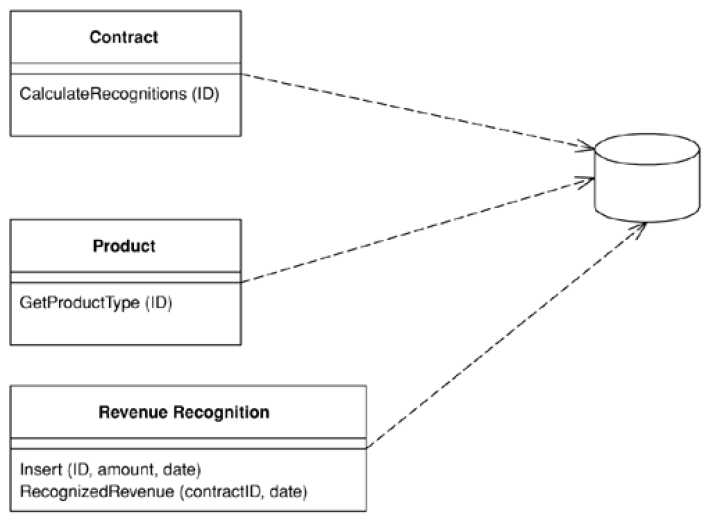 Contract
CalculateRecognitions (ID)
Product
GetProductType (ID)
Revenue Recognition
Insert (ID, amount, date)
RecognizedRevenue (contractID, date)